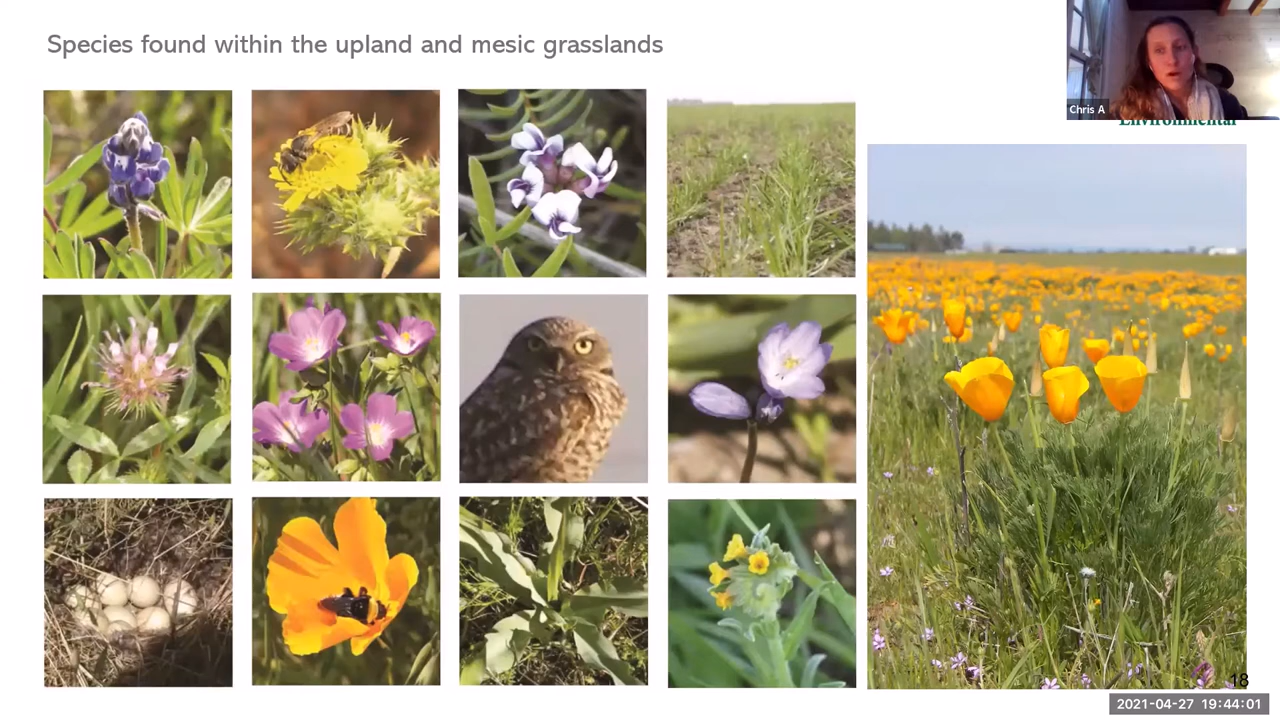 Species found within the upland and mesic grasslands
Chris A
Environmental
18
2021-04-27 19:44:01